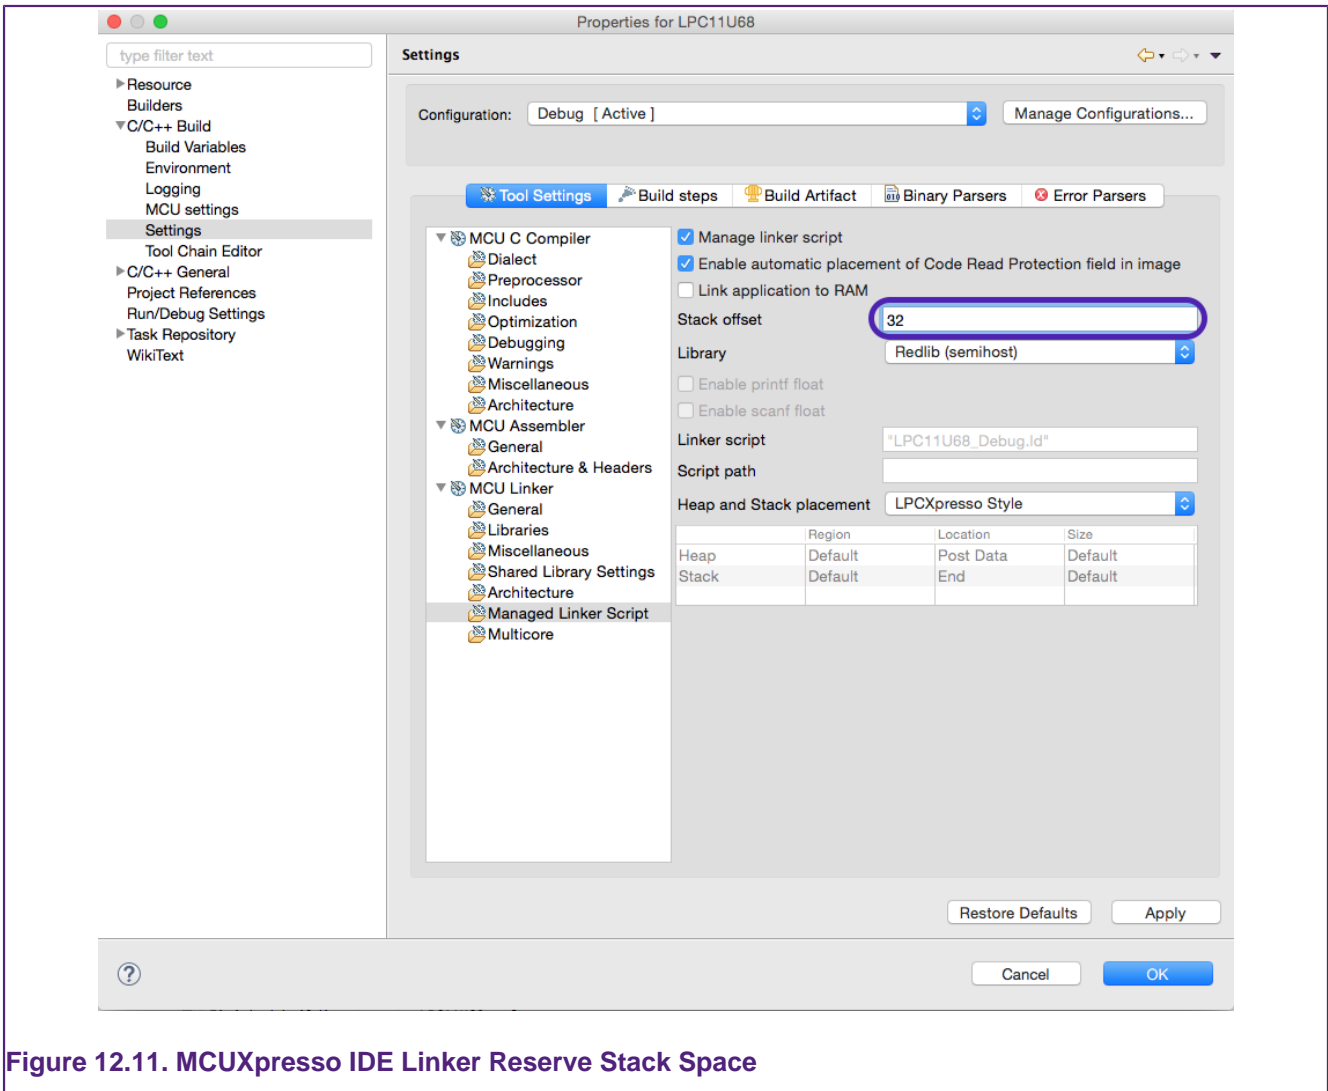 Properties for LPC11U68
type filter text
Resource
Builders
C/C++ Build
Build Variables
Environment
Logging
MCU settings
Settings
Tool Chain Editor
C/C++ General
Project References
Run/Debug Settings
Task Repository
WikiText
Settings
Configuration: Debug [ Active ] Manage Configurations...
Tool Settings Build steps Build Artifact Binary Parsers Error Parsers
MCU C Compiler
Dialect
Preprocessor
Includes
Optimization
Debugging
Warnings
Miscellaneous
Architecture
MCU Assembler
General
Architecture & Headers
MCU Linker
General
Libraries
Miscellaneous
Shared Library Settings
Architecture
Managed Linker Script
Multicore
Manage linker script
Enable automatic placement of Code Read Protection field in image
Link application to RAM
Stack offset 32
Library Redlib (semihost)
Enable printf float
Enable scanf float
Linker script "LPC11U68_Debug.ld"
Script path
Heap and Stack placement LPCXpresso Style
Region Location Size
Heap Default Post Data Default
Stack Default End Default
Restore Defaults Apply
? Cancel OK
Figure 12.11. MCUXpresso IDE Linker Reserve Stack Space